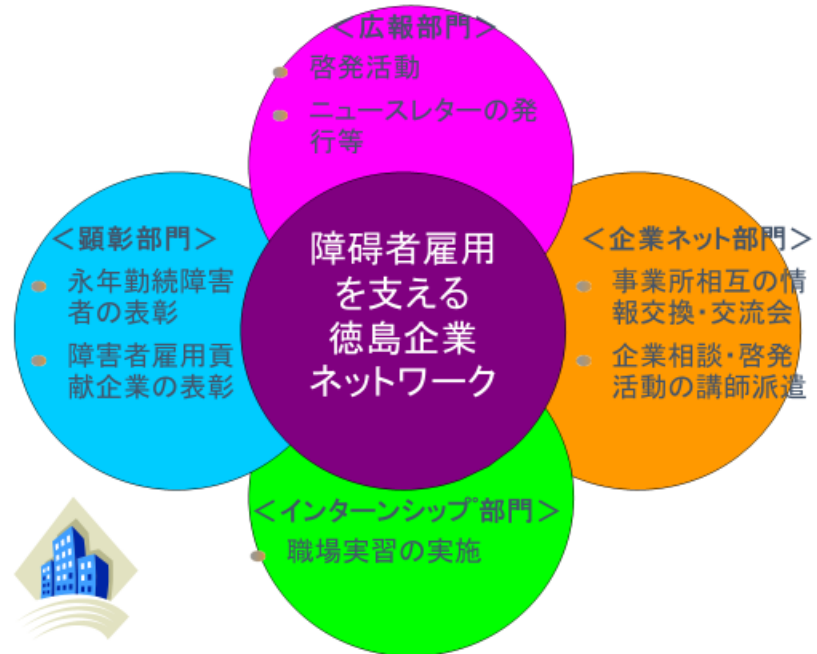 <広報部門>
啓発活動
ニュースレターの発
行等
<顕彰部門>
永年勤続障害
者の表彰
障害者雇用貢
献企業の表彰
障碍者雇用
を支える
徳島企業
ネットワーク
<企業ネット部門>
事業所相互の情
報交換・交流会
企業相談・啓発
活動の講師派遣
<インターンシップ部門>
職場実習の実施